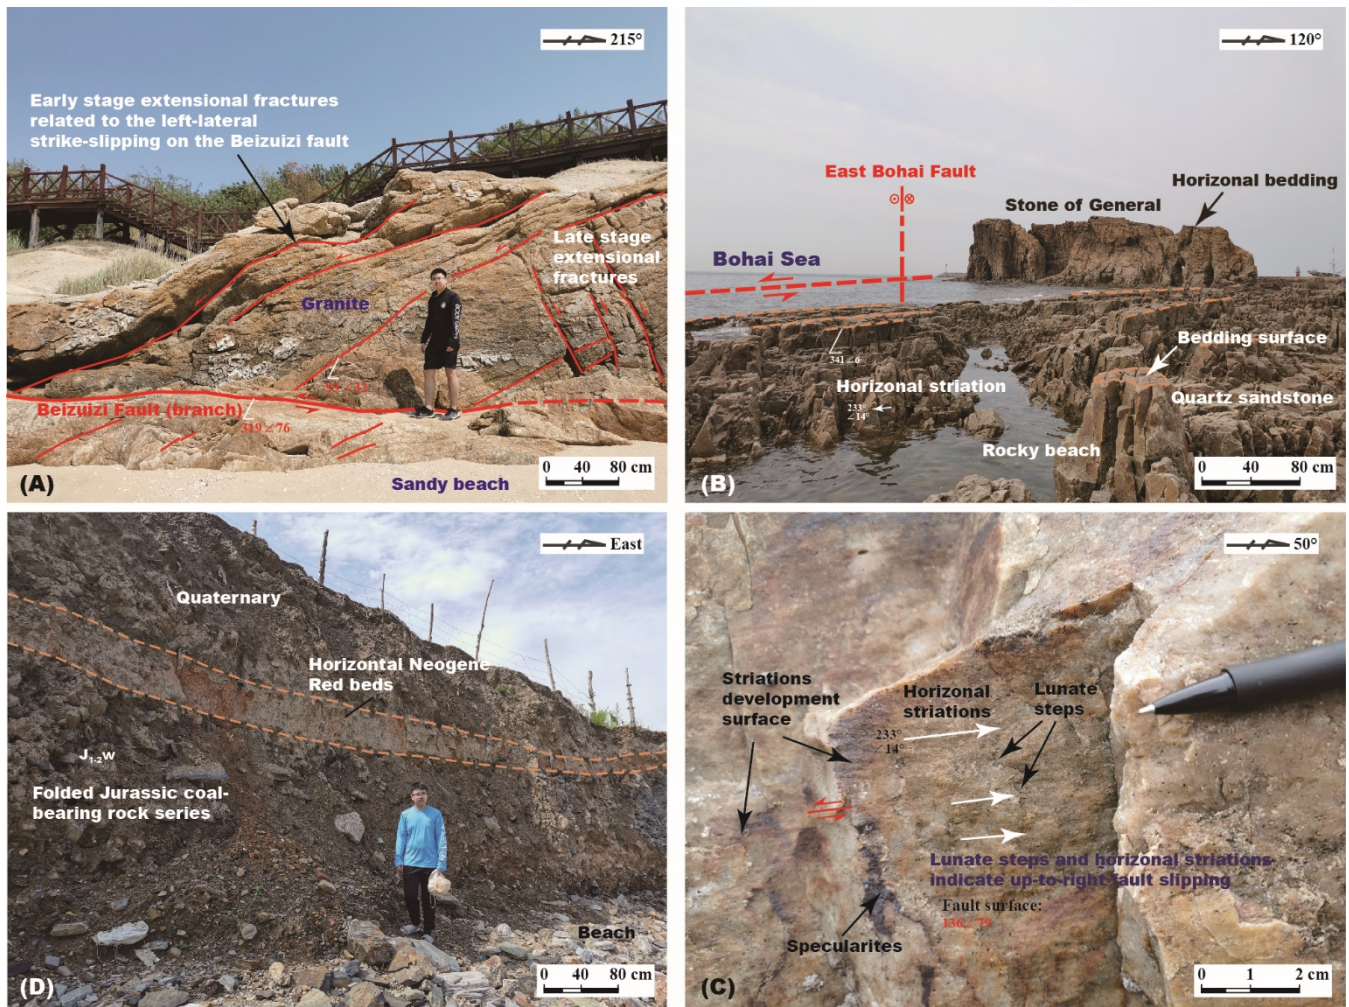 215°
Early stage extensional fractures
related to the left-lateral
strike-slipping on the Beizuizi fault
Late stage
extensional
fractures
Granite
Beizuizi Fault (branch)
319∠76
Sandy beach
0 40 80 cm
(A)
120°
East Bohai Fault
Horizonal bedding
Stone of General
Bohai Sea
341∠6
Bedding surface
Horizonal striation
233°
∠14°
Quartz sandstone
Rocky beach
0 40 80 cm
(B)
East
Quaternary
Horizontal Neogene
Red beds
J1-2w
Folded Jurassic coal-
bearing rock series
Beach
0 40 80 cm
(D)
50°
Striations
development
surface
Horizonal
striations
Lunate
steps
233°
∠14°
Lunate steps and horizonal striations
indicate up-to-right fault slipping
Fault surface:
136∠79
Specularites
0 1 2 cm
(C)